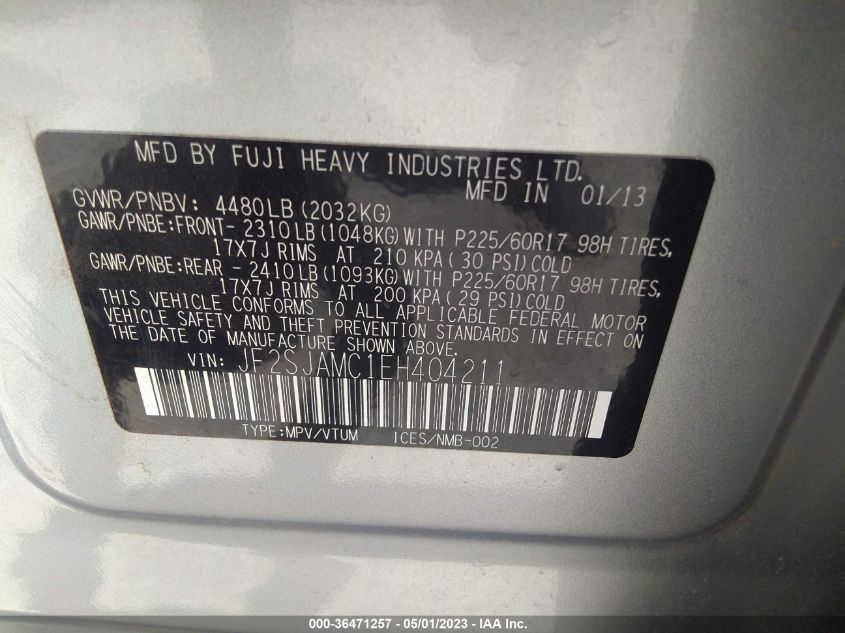 MFD BY FUJI HEAVY INDUSTRIES LTD.
MFD IN 01/13
GVWR/PNBV: 4480LB (2032KG)
GAWR/PNBE:FRONT- 2310LB (1048KG) WITH P225/60R17 98H TIRES,
17X7J RIMS AT 210 KPA ( 30 PSI) COLD
GAWR/PNBE:REAR - 2410LB (1093KG) WITH P225/60R17 98H TIRES,
17X7J RIMS AT 200 KPA (29 PSI) COLD
THIS VEHICLE CONFORMS TO ALL APPLICABLE FEDERAL MOTOR
VEHICLE SAFETY AND THEFT PREVENTION STANDARDS IN EFFECT ON
THE DATE OF MANUFACTURE SHOWN ABOVE.
VIN: JF2SJAMC1EH404211
TYPE:MPV/VTUM ICES/NMB-002
000-36471257 - 05/01/2023 - IAA Inc.